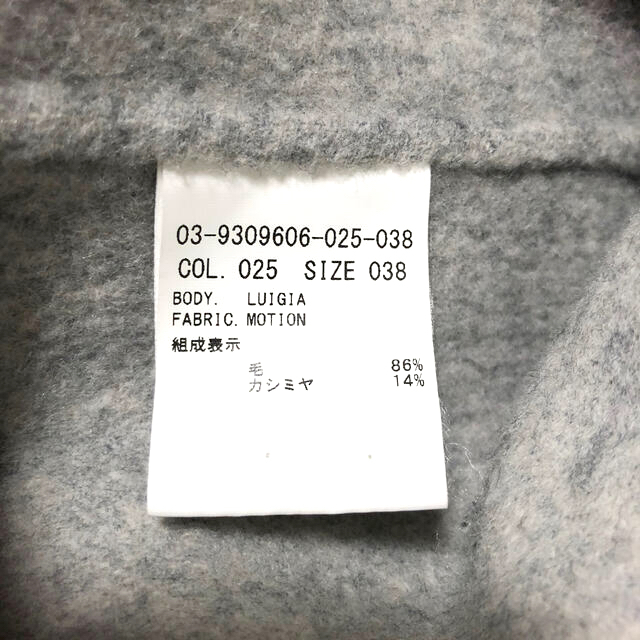 03-9309606-025-038
COL. 025 SIZE 038
BODY. LUIGIA
FABRIC. MOTION
組成表示
毛 86%
カシミヤ 14%